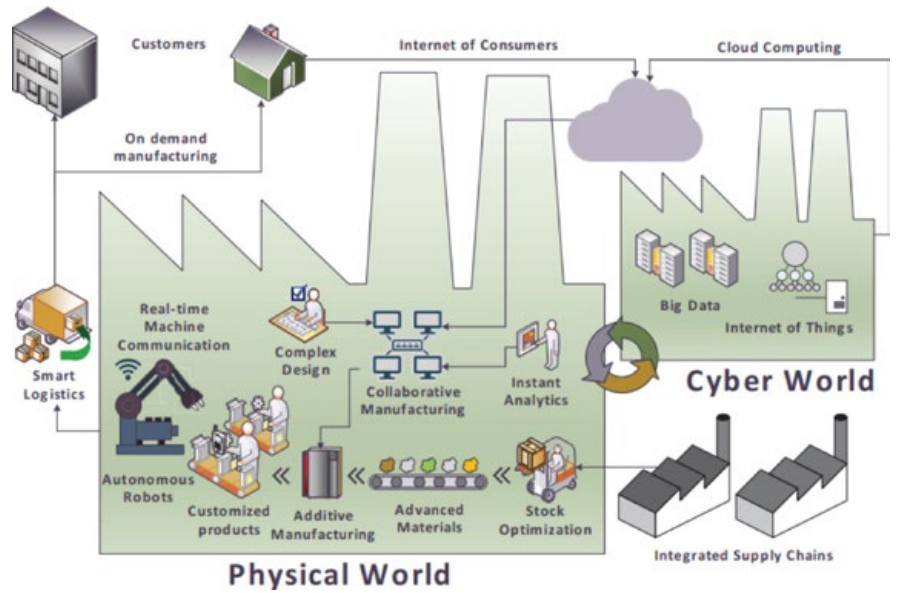 Customers
Internet of Consumers
Cloud Computing
On demand
manufacturing
Big Data
Internet of Things
Cyber World
Real-time
Machine
Communication
Complex
Design
Collaborative
Manufacturing
Instant
Analytics
Smart
Logistics
Autonomous
Robots
Customized
products
Additive
Manufacturing
Advanced
Materials
Stock
Optimization
Integrated Supply Chains
Physical World